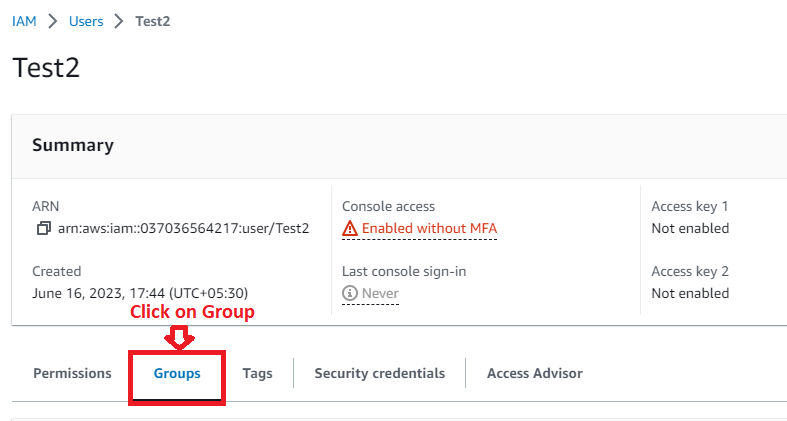 IAM > Users > Test2
Test2
Summary
ARN
arn:aws:iam::037036564217:user/Test2
Console access
Enabled without MFA
Access key 1
Not enabled
Created
June 16, 2023, 17:44 (UTC+05:30)
Last console sign-in
Never
Access key 2
Not enabled
Click on Group
Permissions Groups Tags Security credentials Access Advisor